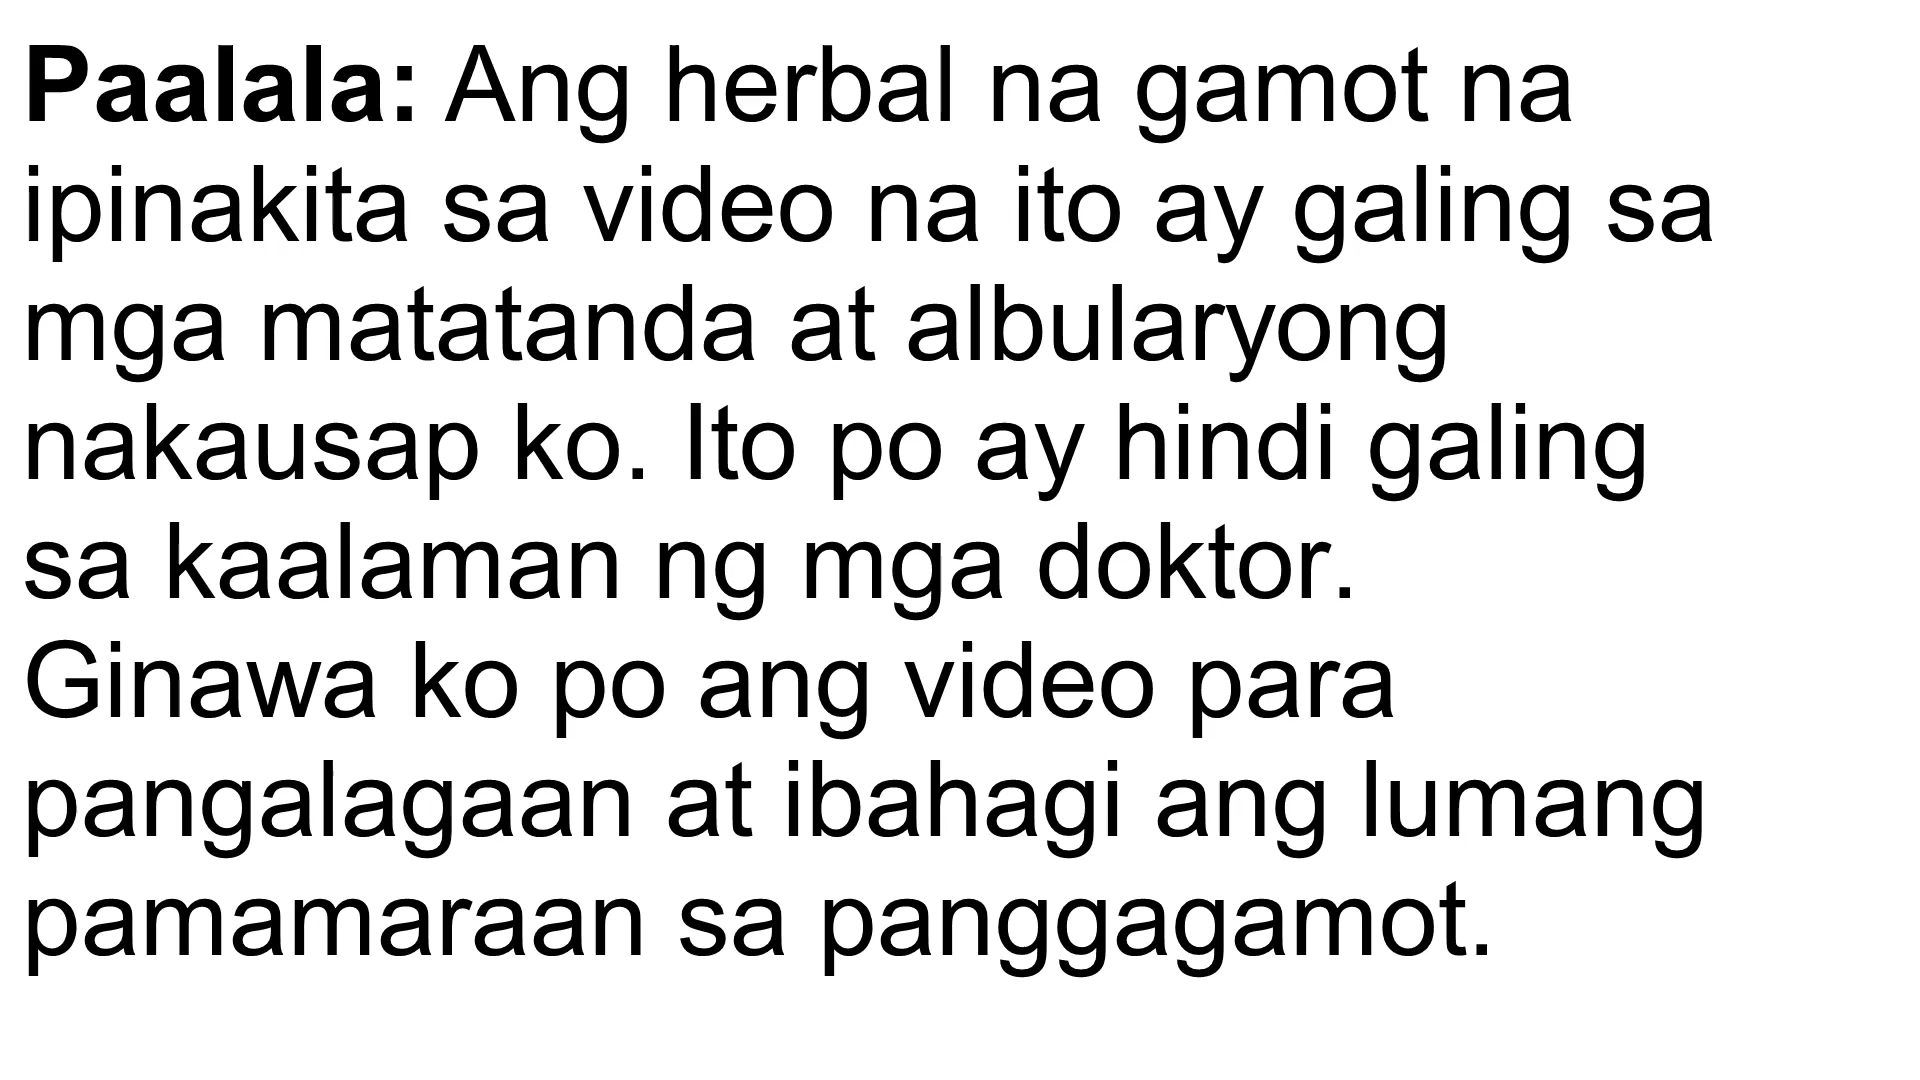 Paalala: Ang herbal na gamot na
ipinakita sa video na ito ay galing sa
mga matatanda at albularyong
nakausap ko. Ito po ay hindi galing
sa kaalaman ng mga doktor.
Ginawa ko po ang video para
pangalagaan at ibahagi ang lumang
pamamaraan sa panggagamot.